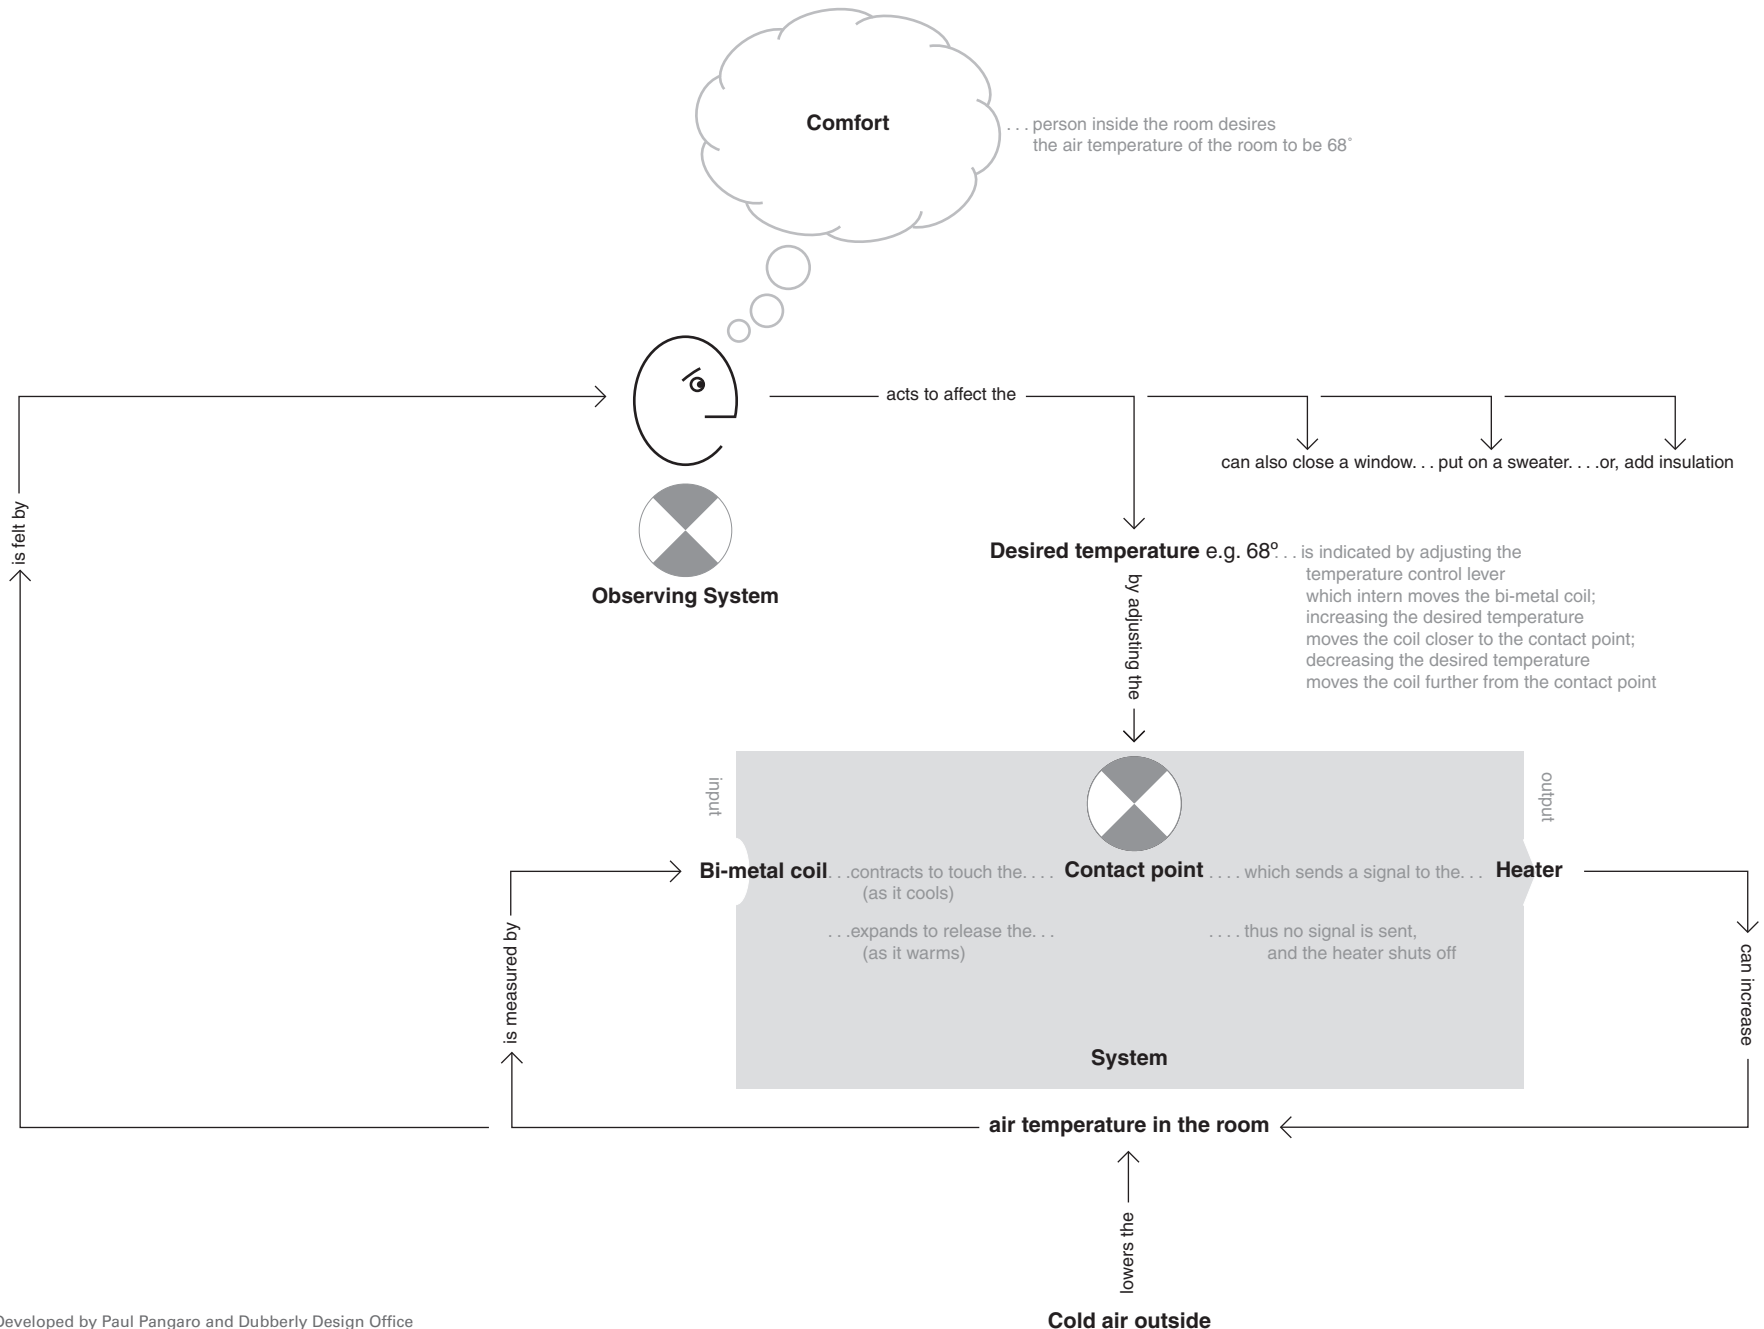 Comfort
. . . person inside the room desires
the air temperature of the room to be 68˚
acts to affect the
can also close a window. . . put on a sweater. . . .or, add insulation
is felt by
Observing System
Desired temperature e.g. 68º. . . is indicated by adjusting the
temperature control lever
which intern moves the bi-metal coil;
increasing the desired temperature
moves the coil closer to the contact point;
decreasing the desired temperature
moves the coil further from the contact point
by adjusting the
input
output
Bi-metal coil. . .contracts to touch the. . . . Contact point . . . . which sends a signal to the. . . Heater
(as it cools)
. . .expands to release the. . . . . . . thus no signal is sent,
(as it warms) and the heater shuts off
is measured by
can increase
System
air temperature in the room
lowers the
Cold air outside
Developed by Paul Pangaro and Dubberly Design Office